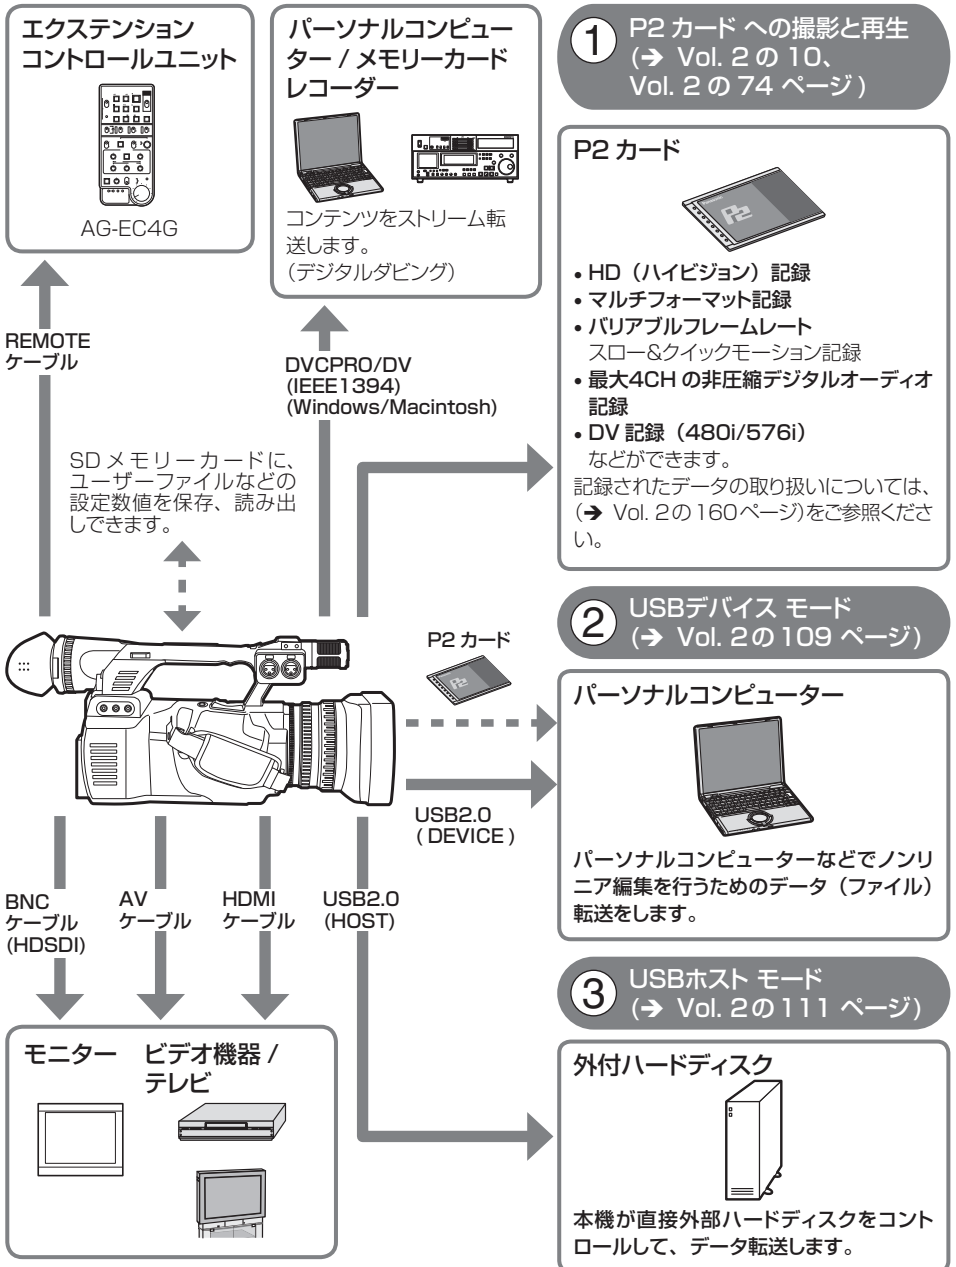 エクステンション
コントロールユニット
AG-EC4G
パーソナルコンピュー
ター / メモリーカード
レコーダー
コンテンツをストリーム転
送します。
（デジタルダビング）
① P2 カード への撮影と再生
(➔ Vol. 2 の 10、
Vol. 2 の 74 ページ)
P2 カード
• HD（ハイビジョン）記録
• マルチフォーマット記録
• バリアブルフレームレート
スロー&クイックモーション記録
• 最大4CH の非圧縮デジタルオーディオ
記録
• DV 記録（480i/576i）
などができます。
記録されたデータの取り扱いについては、
(➔ Vol. 2の160ページ)をご参照くださ
い。
REMOTE
ケーブル
DVCPRO/DV
(IEEE1394)
(Windows/Macintosh)
SDメモリーカードに、
ユーザーファイルなどの
設定数値を保存、読み出
しできます。
P2 カード
② USBデバイス モード
(➔ Vol. 2の109 ページ)
パーソナルコンピューター
パーソナルコンピューターなどでノンリ
ニア編集を行うためのデータ（ファイル）
転送をします。
USB2.0
( DEVICE )
BNC
ケーブル
(HDSDI)
AV
ケーブル
HDMI
ケーブル
USB2.0
(HOST)
③ USBホスト モード
(➔ Vol. 2の111 ページ)
外付ハードディスク
本機が直接外部ハードディスクをコント
ロールして、データ転送します。
モニター
ビデオ機器 /
テレビ